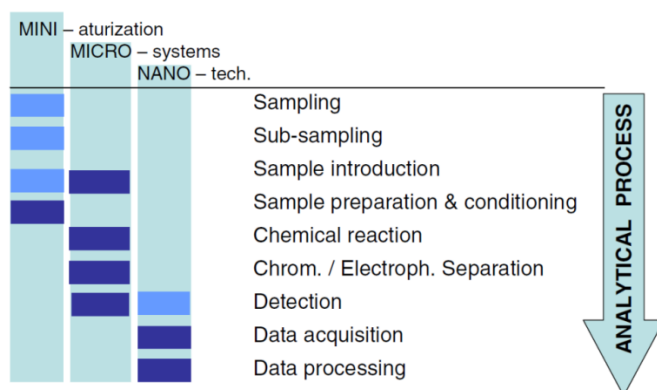 MINI – aturization
MICRO – systems
NANO – tech.
Sampling
Sub-sampling
Sample introduction
Sample preparation & conditioning
Chemical reaction
Chrom. / Electroph. Separation
Detection
Data acquisition
Data processing
ANALYTICAL PROCESS